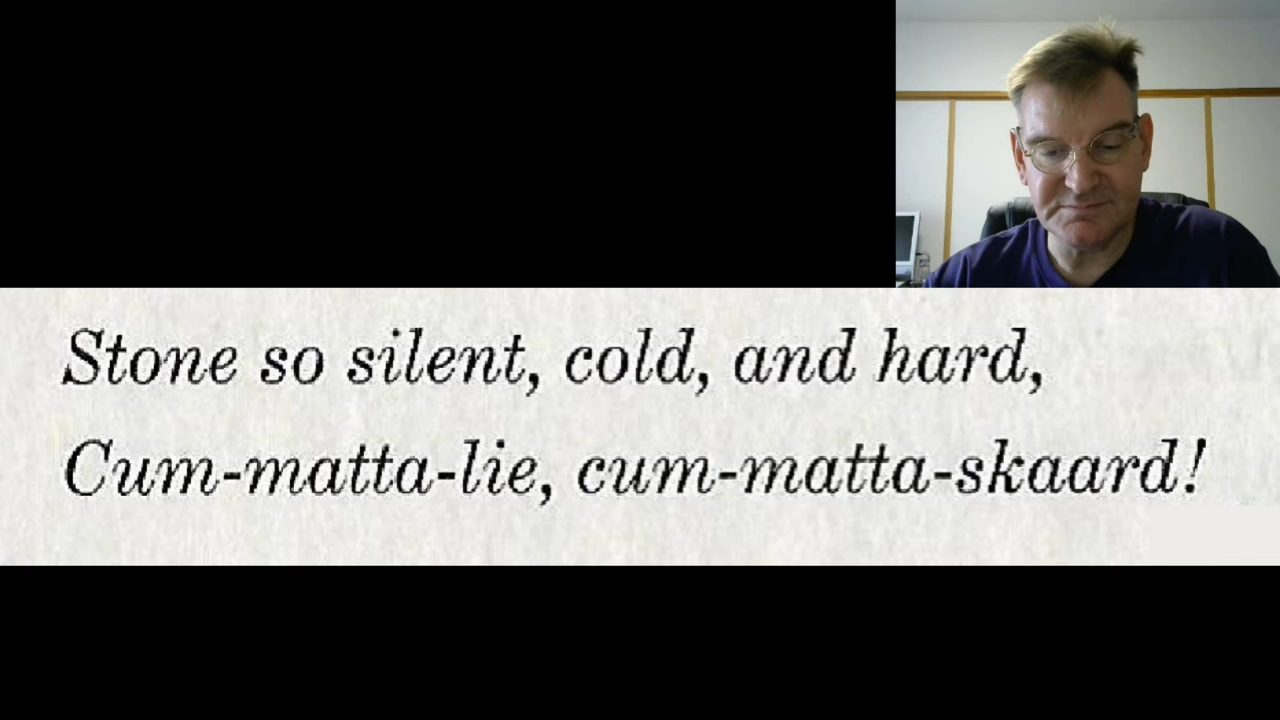 Stone so silent, cold, and hard,
Cum-matta-lie, cum-matta-skaard!